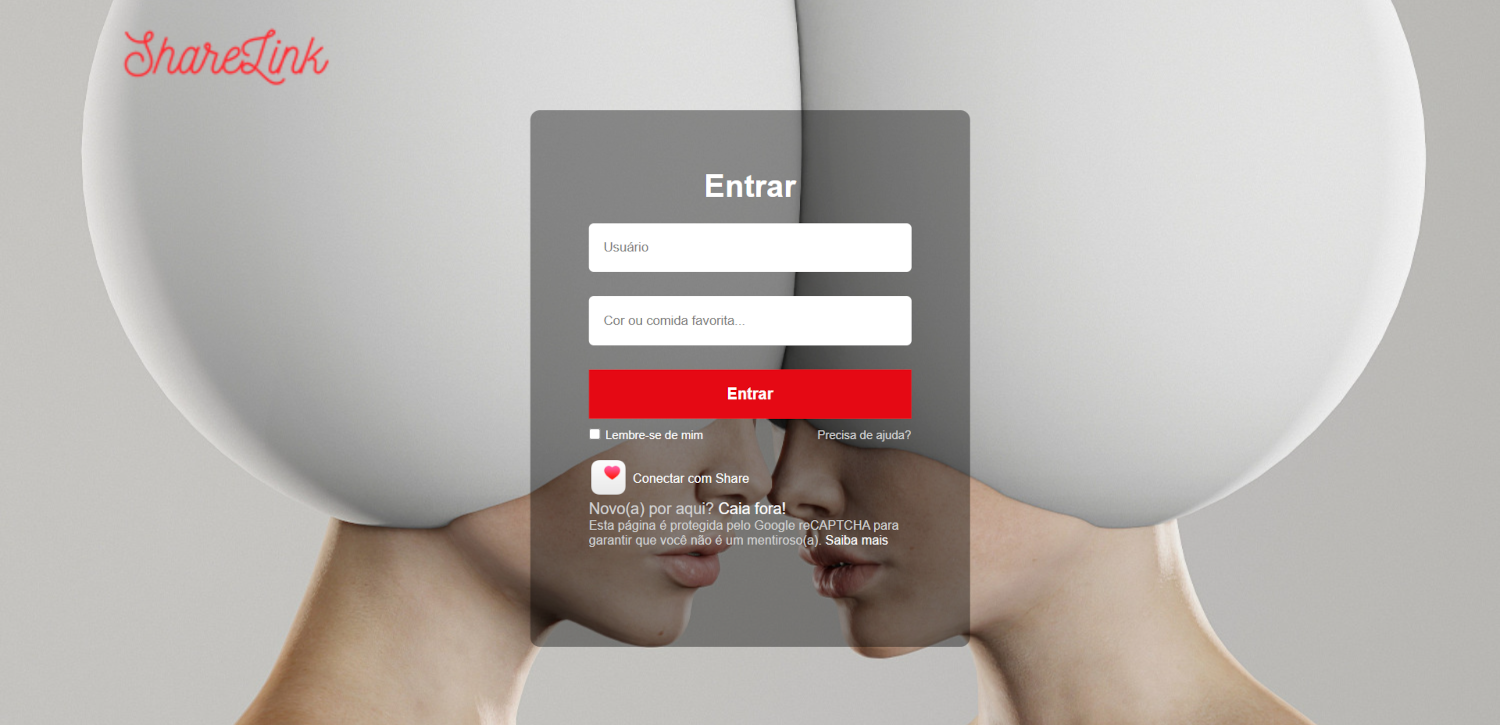 ShareLink
Entrar
Usuário
Cor ou comida favorita...
Entrar
Lembre-se de mim Precisa de ajuda?
Conectar com Share
Novo(a) por aqui? Caia fora!
Esta página é protegida pelo Google reCAPTCHA para
garantir que você não é um mentiroso(a). Saiba mais